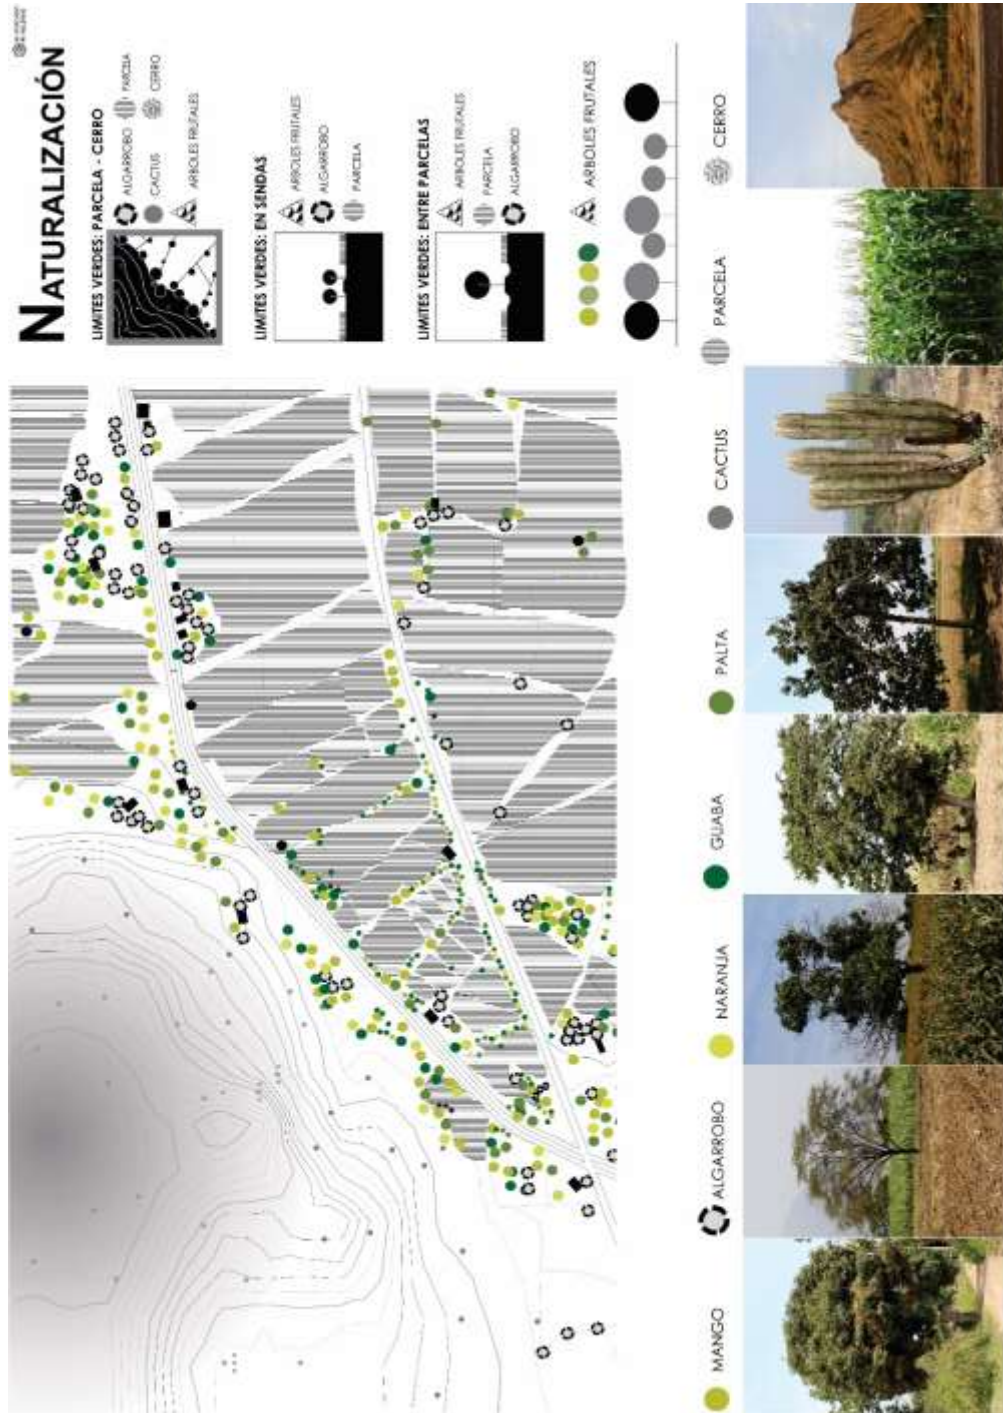 NATURALIZACIÓN
LIMITES VERDES: PARCELA - CERRO
ALGARROBO
PARCELA
CACTUS
CERRO
ARBOLES FRUTALES
LIMITES VERDES: EN SENDAS
ARBOLES FRUTALES
ALGARROBO
PARCELA
LIMITES VERDES: ENTRE PARCELAS
ARBOLES FRUTALES
PARCELA
ALGARROBO
ARBOLES FRUTALES
MANGO
ALGARROBO
NARANJA
GUABA
PALTA
CACTUS
PARCELA
CERRO